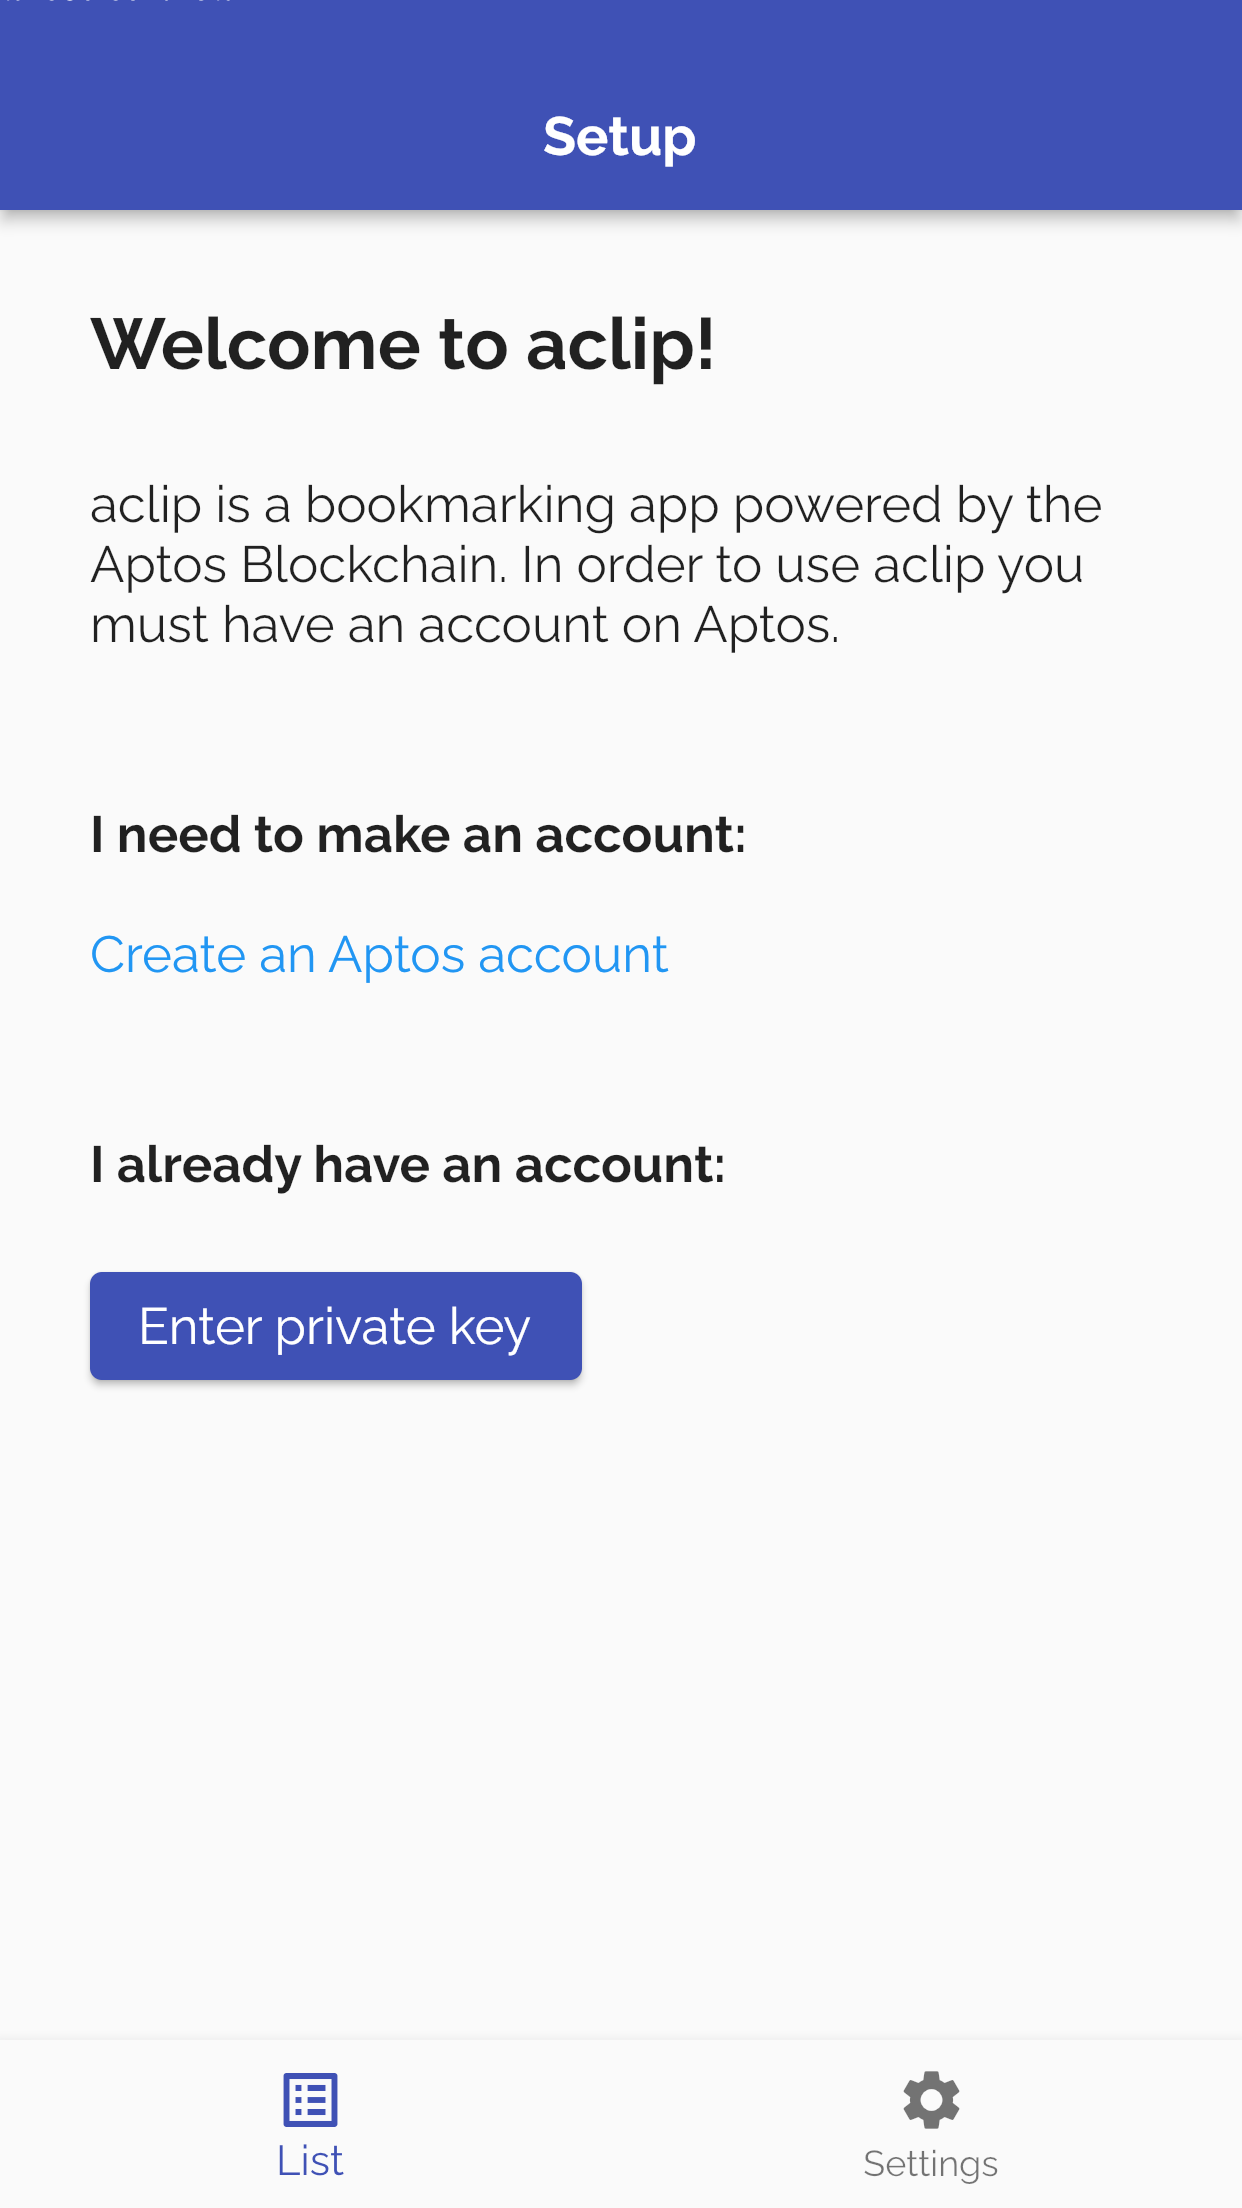 Setup
Welcome to aclip!
aclip is a bookmarking app powered by the
Aptos Blockchain. In order to use aclip you
must have an account on Aptos.
I need to make an account:
Create an Aptos account
I already have an account:
Enter private key
List
Settings